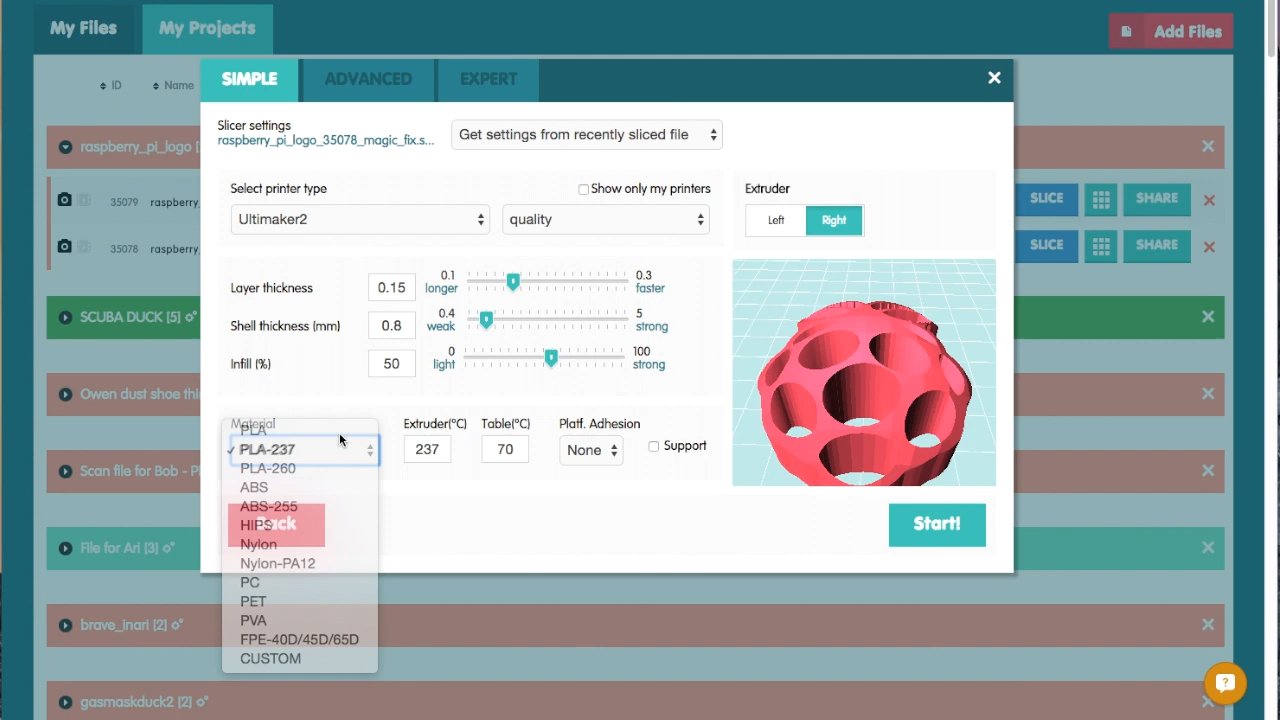 My Files
My Projects
Add Files
ID
Name
SIMPLE
ADVANCED
EXPERT
Slicer settings
raspberry_pi_logo_35078_magic_fix.s...
Get settings from recently sliced file
raspberry_pi_logo [
Select printer type
Show only my printers
Extruder
Ultimaker2
quality
Left
Right
35079 raspberry_
SLICE
SHARE
35078 raspberry_
SLICE
SHARE
Layer thickness
0.15
0.1
longer
0.3
faster
Shell thickness (mm)
0.8
0.4
weak
5
strong
Infill (%)
50
0
light
100
strong
SCUBA DUCK [5]
Owen dust shoe thi
Material
Extruder(°C)
Table(°C)
Platf. Adhesion
237
70
None
Support
PLA
PLA-237
PLA-260
ABS
ABS-255
HIPS
Nylon
Nylon-PA12
PC
PET
PVA
FPE-40D/45D/65D
CUSTOM
Back
Start!
Scan file for Bob - P
File for Ari [3]
brave_inari [2]
gasmaskduck2 [2]